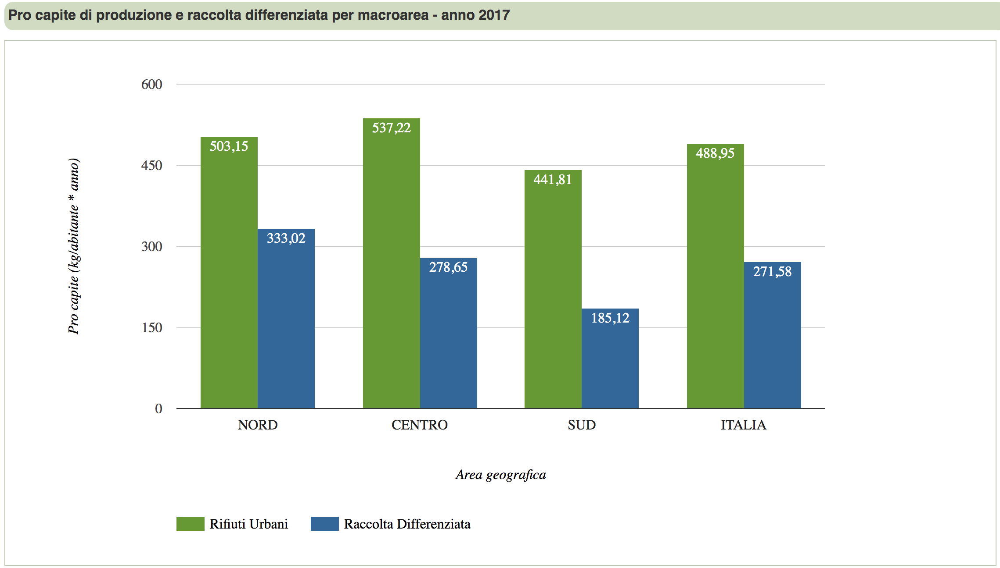 Pro capite di produzione e raccolta differenziata per macroarea - anno 2017
Pro capite (kg/abitante * anno)
600
450
300
150
0
503,15
333,02
537,22
278,65
441,81
185,12
488,95
271,58
NORD
CENTRO
SUD
ITALIA
Area geografica
Rifiuti Urbani
Raccolta Differenziata